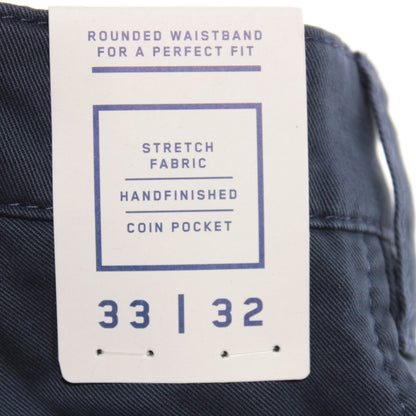 ROUNDED WAISTBAND
FOR A PERFECT FIT
STRETCH
FABRIC
HANDFINISHED
COIN POCKET
33 | 32